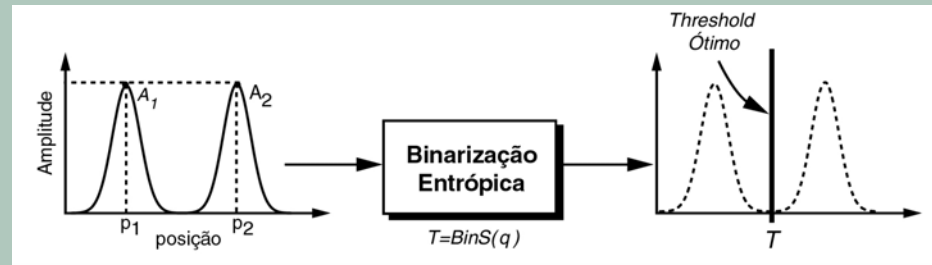 Amplitude
A1
A2
p1
p2
posição
Binarização
Entrópica
T=BinS(q)
Threshold
Ótimo
T